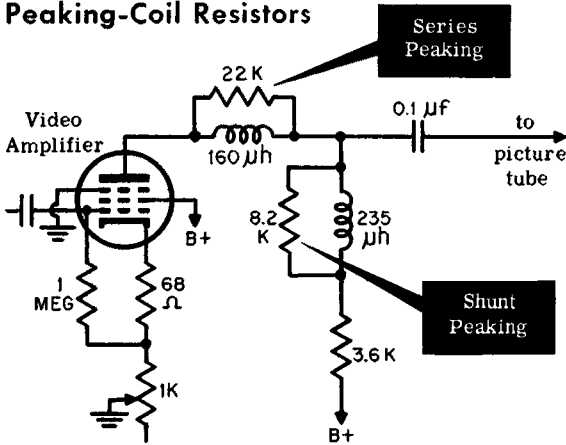 Peaking-Coil Resistors
Series
Peaking
22 K
Video
Amplifier
160 μh
0.1 μf
to
picture
tube
B+
8.2
K
235
μh
1
MEG
68
Ω
Shunt
Peaking
3.6 K
1K
B+